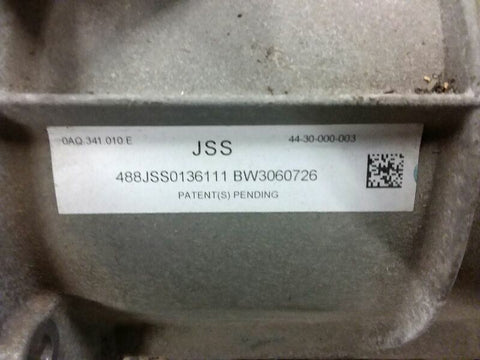 0AQ 341 010 E JSS 44-30-000-003
488JSS0136111 BW3060726
PATENT(S) PENDING